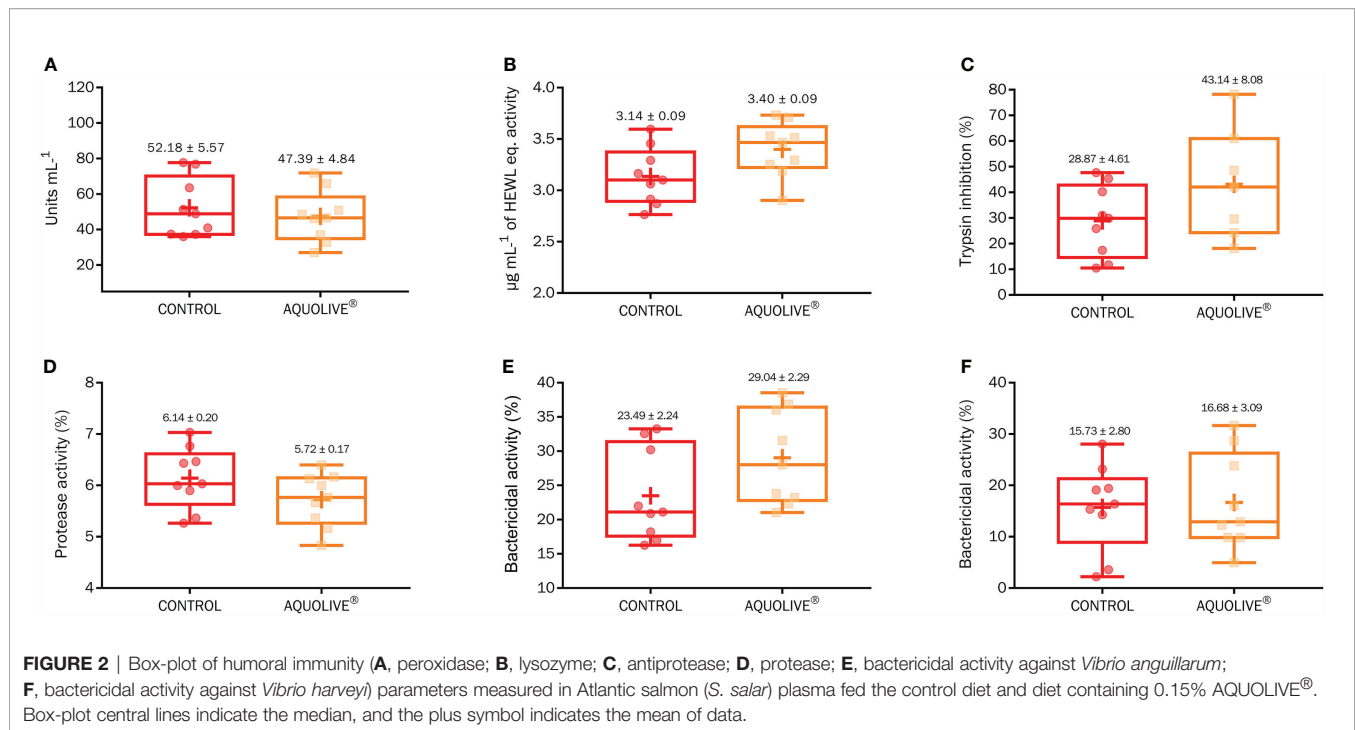 A
Units mL-1
120
100
80
60
40
20
52.18 ± 5.57
47.39 ± 4.84
CONTROL
AQUOLIVE®
B
µg mL-1 of HEWL eq. activity
4.0
3.5
3.0
2.5
2.0
3.14 ± 0.09
3.40 ± 0.09
CONTROL
AQUOLIVE®
C
Trypsin inhibition (%)
80
70
60
50
40
30
20
10
0
28.87 ± 4.61
43.14 ± 8.08
CONTROL
AQUOLIVE®
D
Protease activity (%)
8
7
6
5
4
6.14 ± 0.20
5.72 ± 0.17
CONTROL
AQUOLIVE®
E
Bactericidal activity (%)
40
35
30
25
20
15
10
23.49 ± 2.24
29.04 ± 2.29
CONTROL
AQUOLIVE®
F
Bactericidal activity (%)
40
30
20
10
0
15.73 ± 2.80
16.68 ± 3.09
CONTROL
AQUOLIVE®
FIGURE 2 | Box-plot of humoral immunity (A, peroxidase; B, lysozyme; C, antiprotease; D, protease; E, bactericidal activity against Vibrio anguillarum;
F, bactericidal activity against Vibrio harveyi) parameters measured in Atlantic salmon (S. salar) plasma fed the control diet and diet containing 0.15% AQUOLIVE®.
Box-plot central lines indicate the median, and the plus symbol indicates the mean of data.